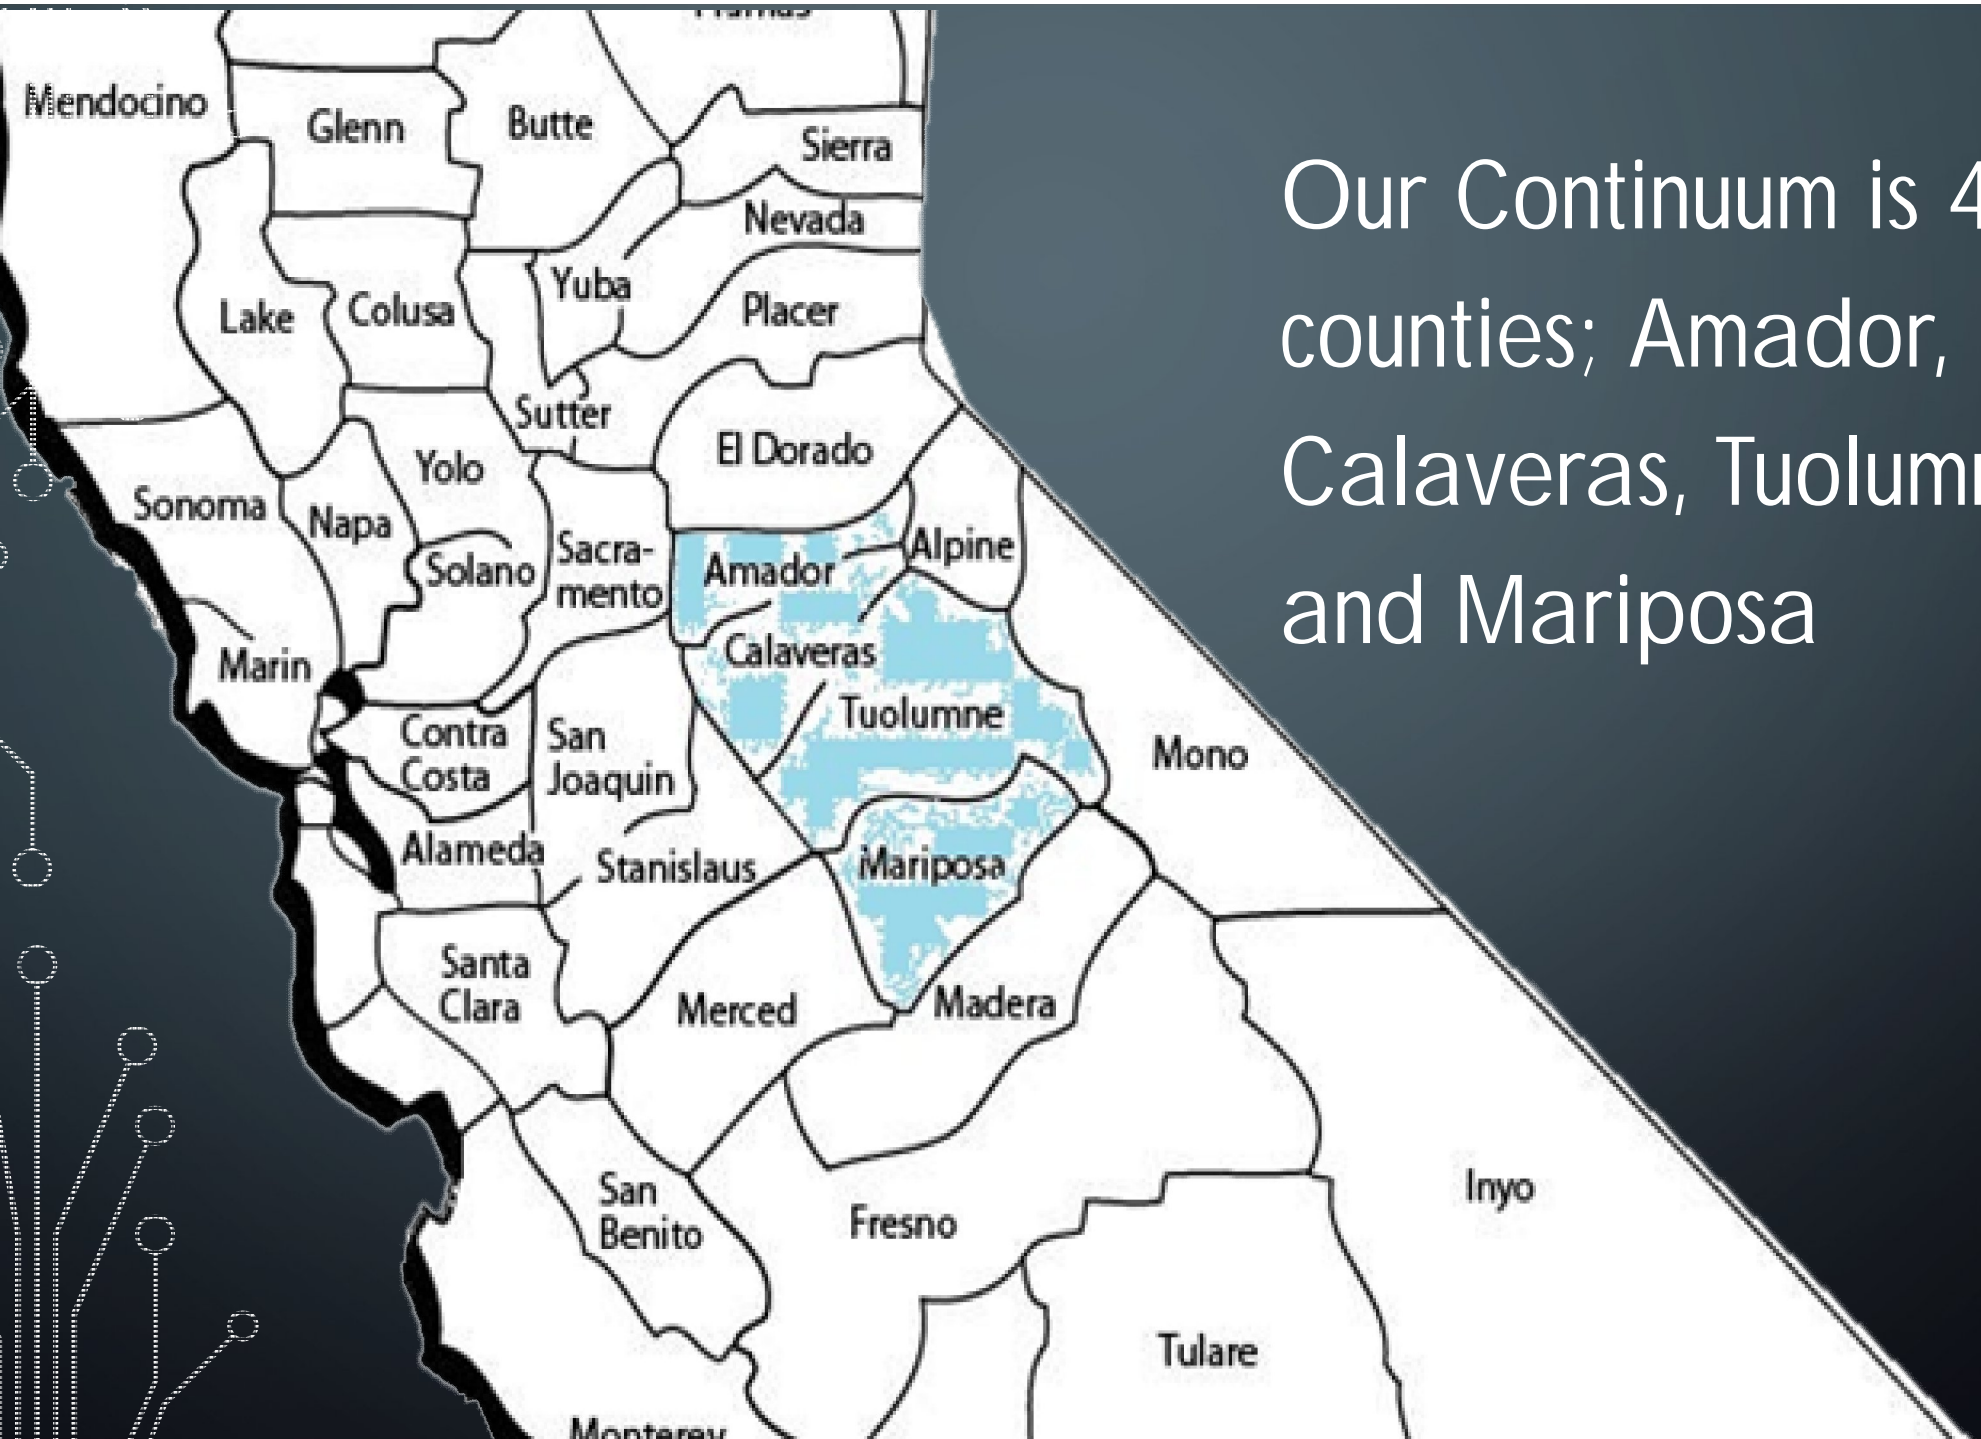 Mendocino
Glenn
Butte
Sierra
Nevada
Yuba
Placer
Lake
Colusa
Sutter
El Dorado
Yolo
Sonoma
Napa
Solano
Sacra-
mento
Amador
Alpine
Marin
Calaveras
Tuolumne
Contra
Costa
San
Joaquin
Mono
Alameda
Stanislaus
Mariposa
Santa
Clara
Merced
Madera
San
Benito
Fresno
Inyo
Tulare
Monterey
Our Continuum is 4
counties; Amador,
Calaveras, Tuolum
and Mariposa